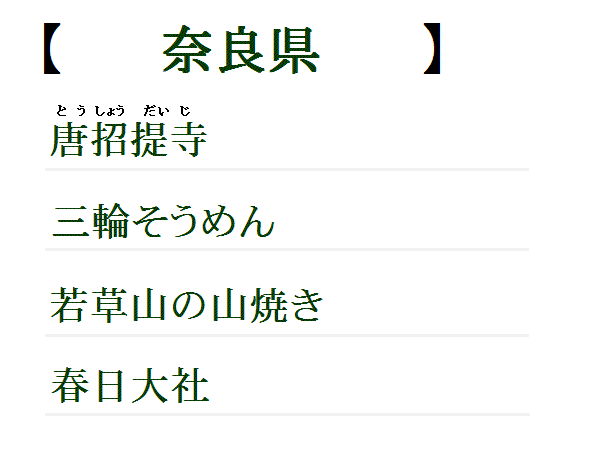 【 奈良県 】
とうしょうだいじ
唐招提寺
三輪そうめん
若草山の山焼き
春日大社